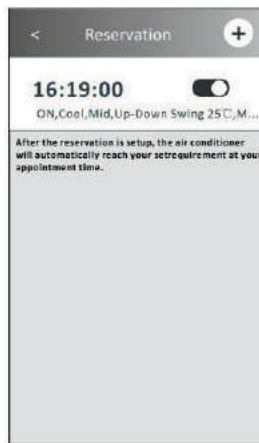 < Reservation +
16:19:00
ON,Cool,Mid,Up-Down Swing 25℃,M...
After the reservation is setup, the air conditioner
will automatically reach your setrequirement at your
appointment time.